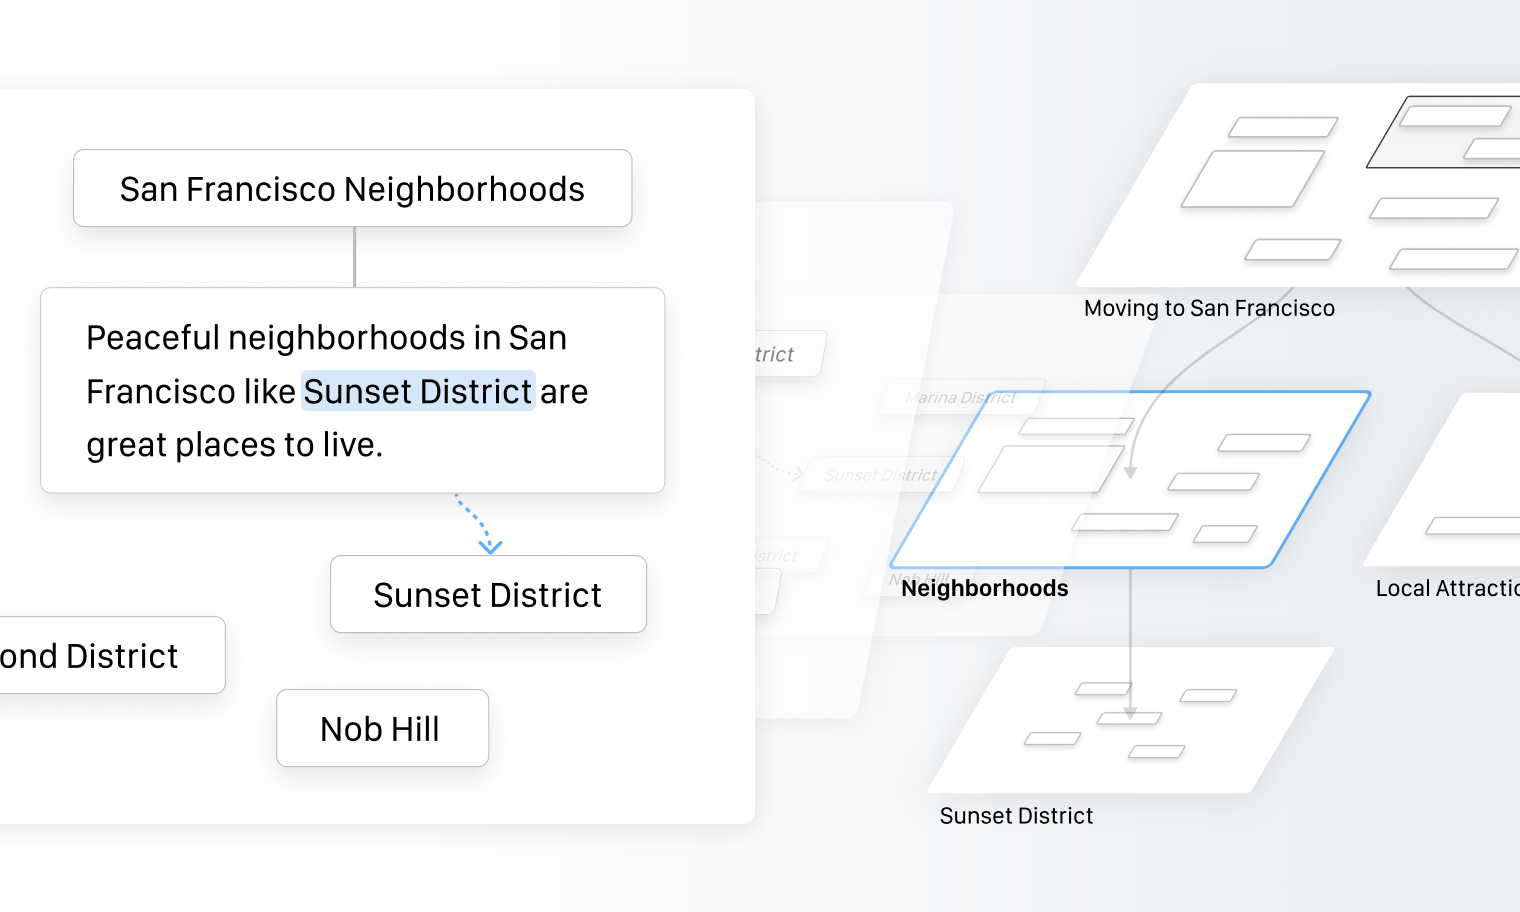 San Francisco Neighborhoods
Peaceful neighborhoods in San
Francisco like Sunset District are
great places to live.
Sunset District
ond District
Nob Hill
trict
Marina District
Sunset District
istrict
Nob Hill
Moving to San Francisco
Neighborhoods
Local Attractio
Sunset District